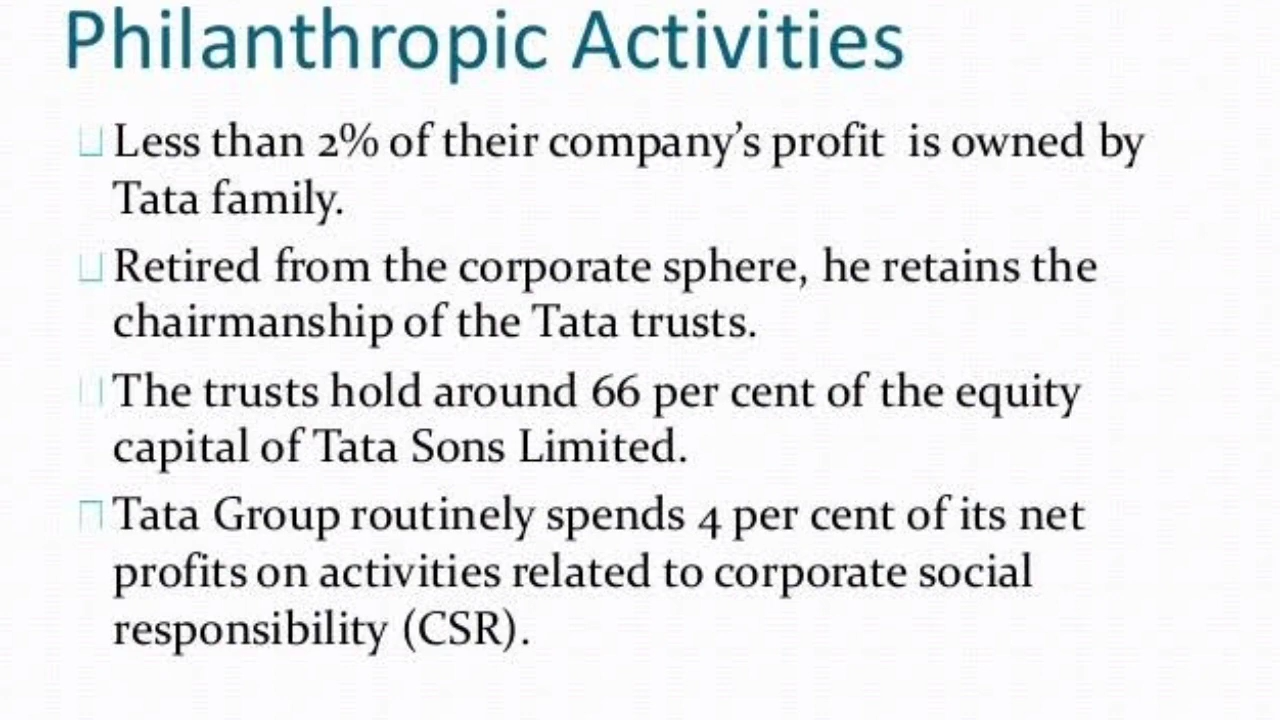 Philanthropic Activities
Less than 2% of their company's profit  is owned by
Tata family.
Retired from the corporate sphere, he retains the
chairmanship of the Tata trusts.
The trusts hold around 66 per cent of the equity
capital of Tata Sons Limited.
Tata Group routinely spends 4 per cent of its net
profits on activities related to corporate social
responsibility (CSR).